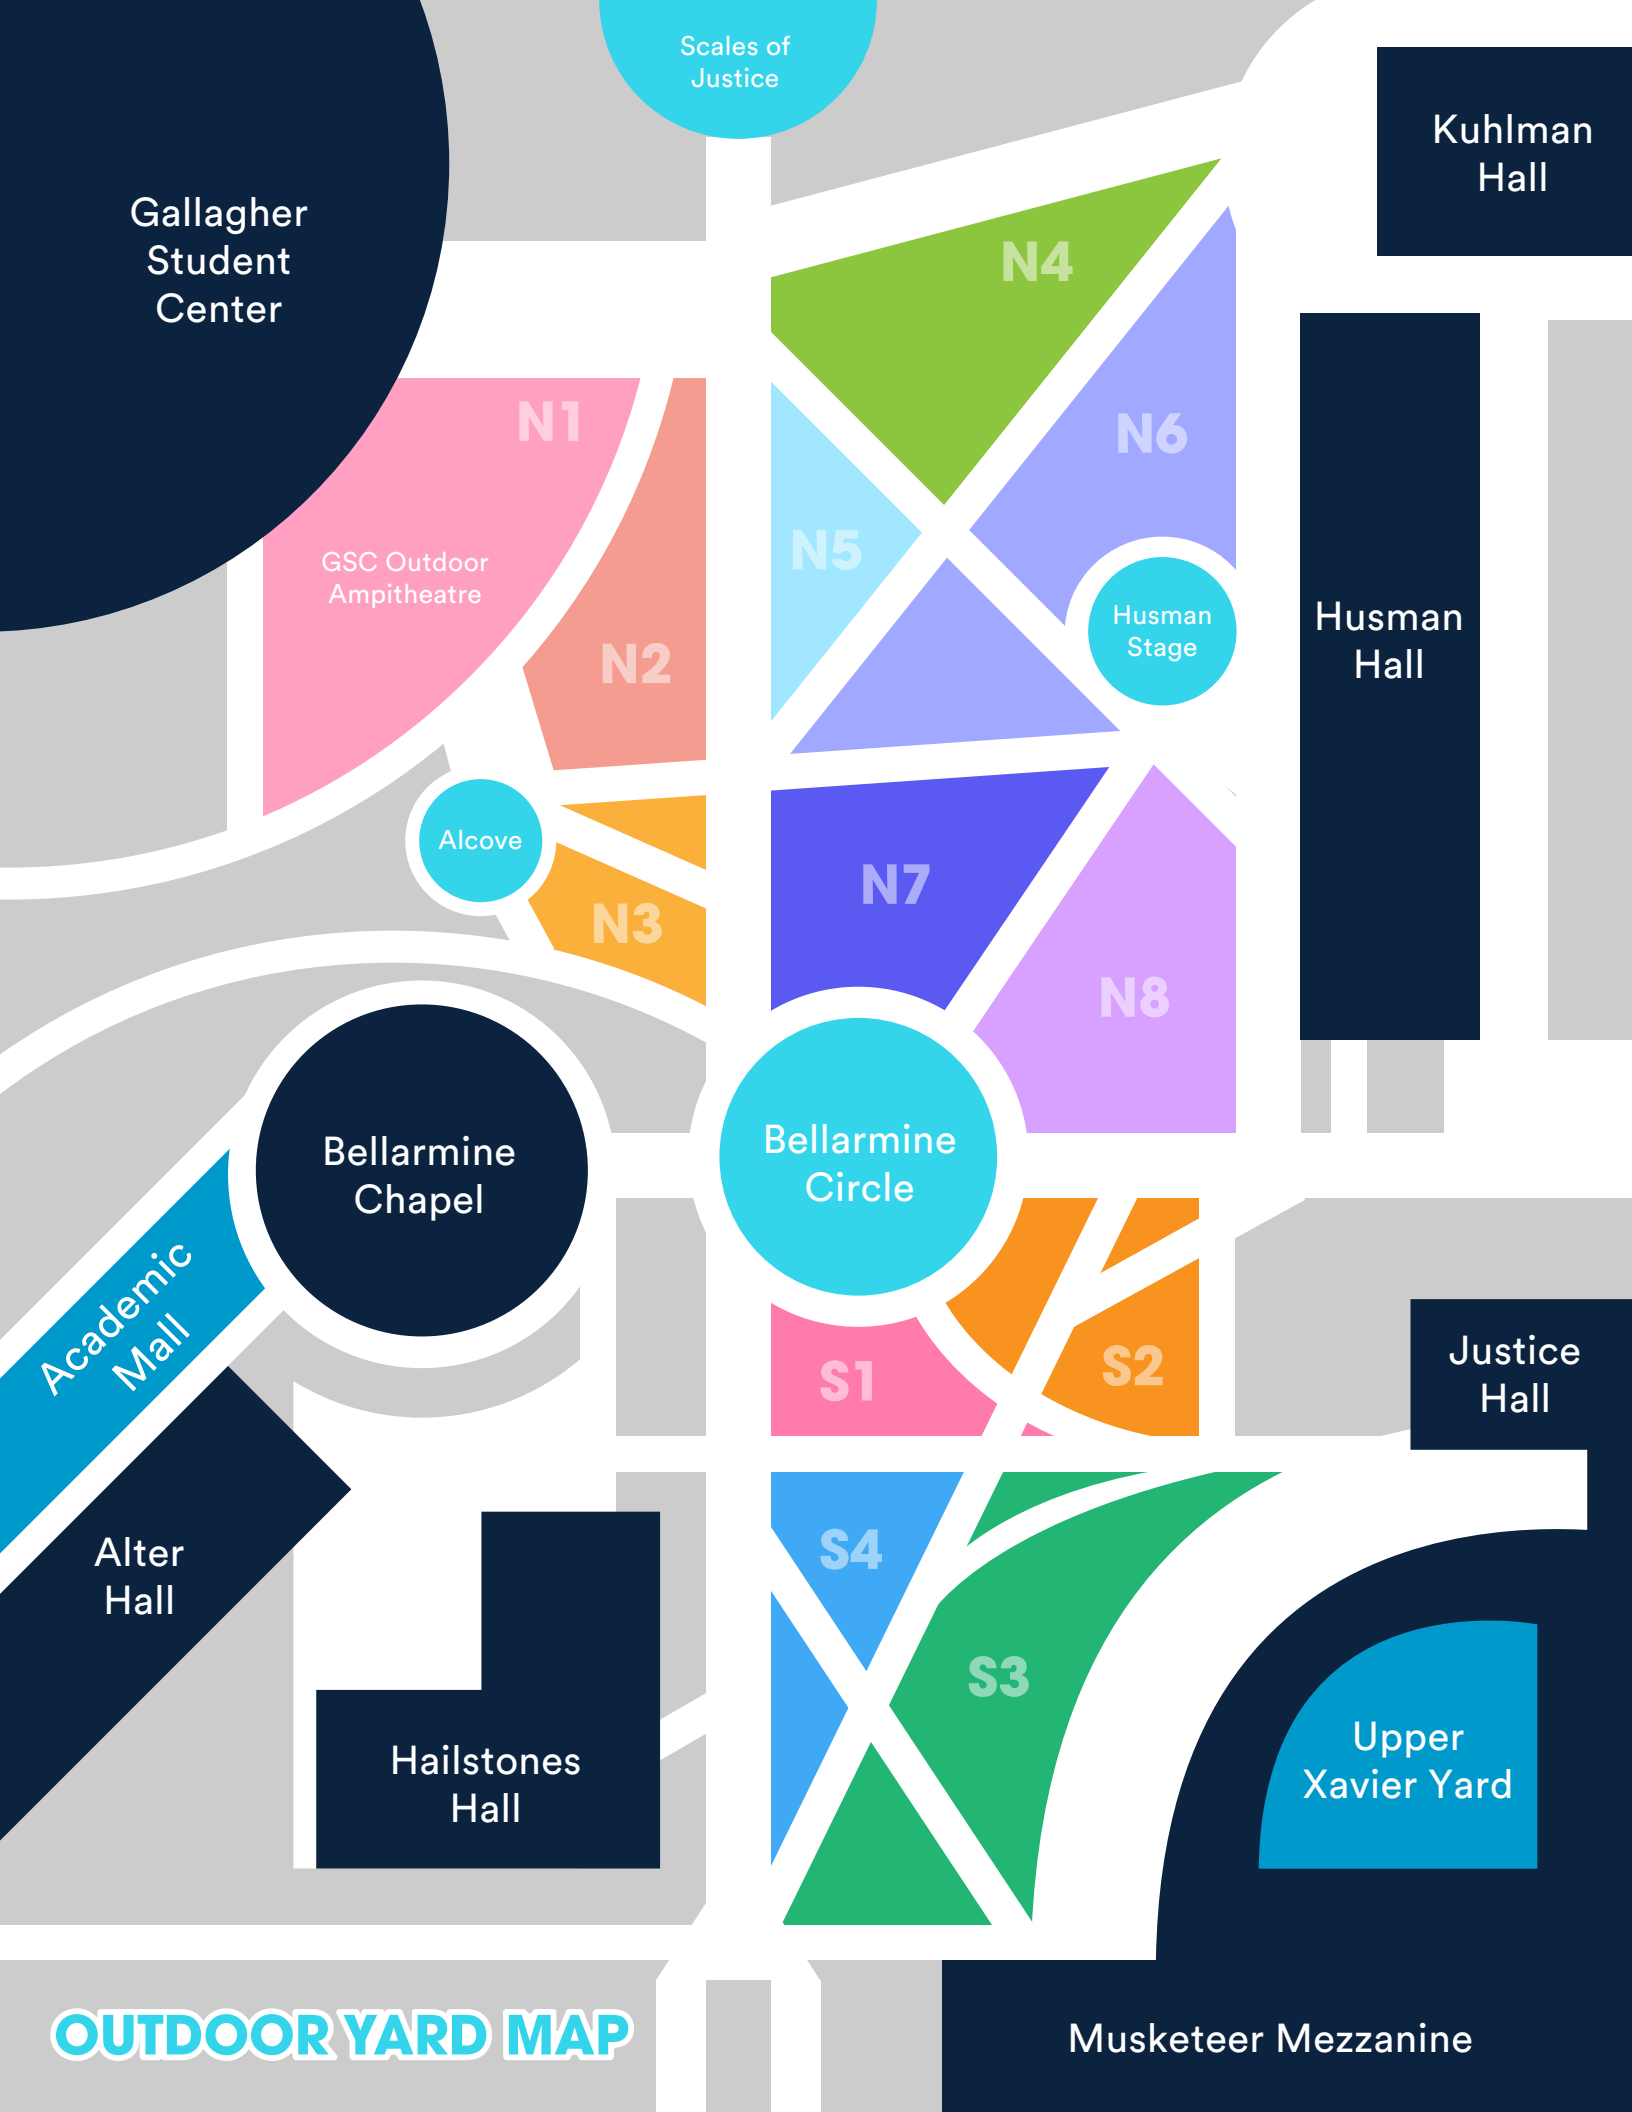 Scales of
Justice
Kuhlman
Hall
Gallagher
Student
Center
N4
N1
N6
N5
GSC Outdoor
Ampitheatre
Husman
Stage
Husman
Hall
N2
Alcove
N7
N3
N8
Bellarmine
Chapel
Bellarmine
Circle
Academic
Mall
S1
S2
Justice
Hall
Alter
Hall
S4
S3
Hailstones
Hall
Upper
Xavier Yard
OUTDOOR YARD MAP
Musketeer Mezzanine